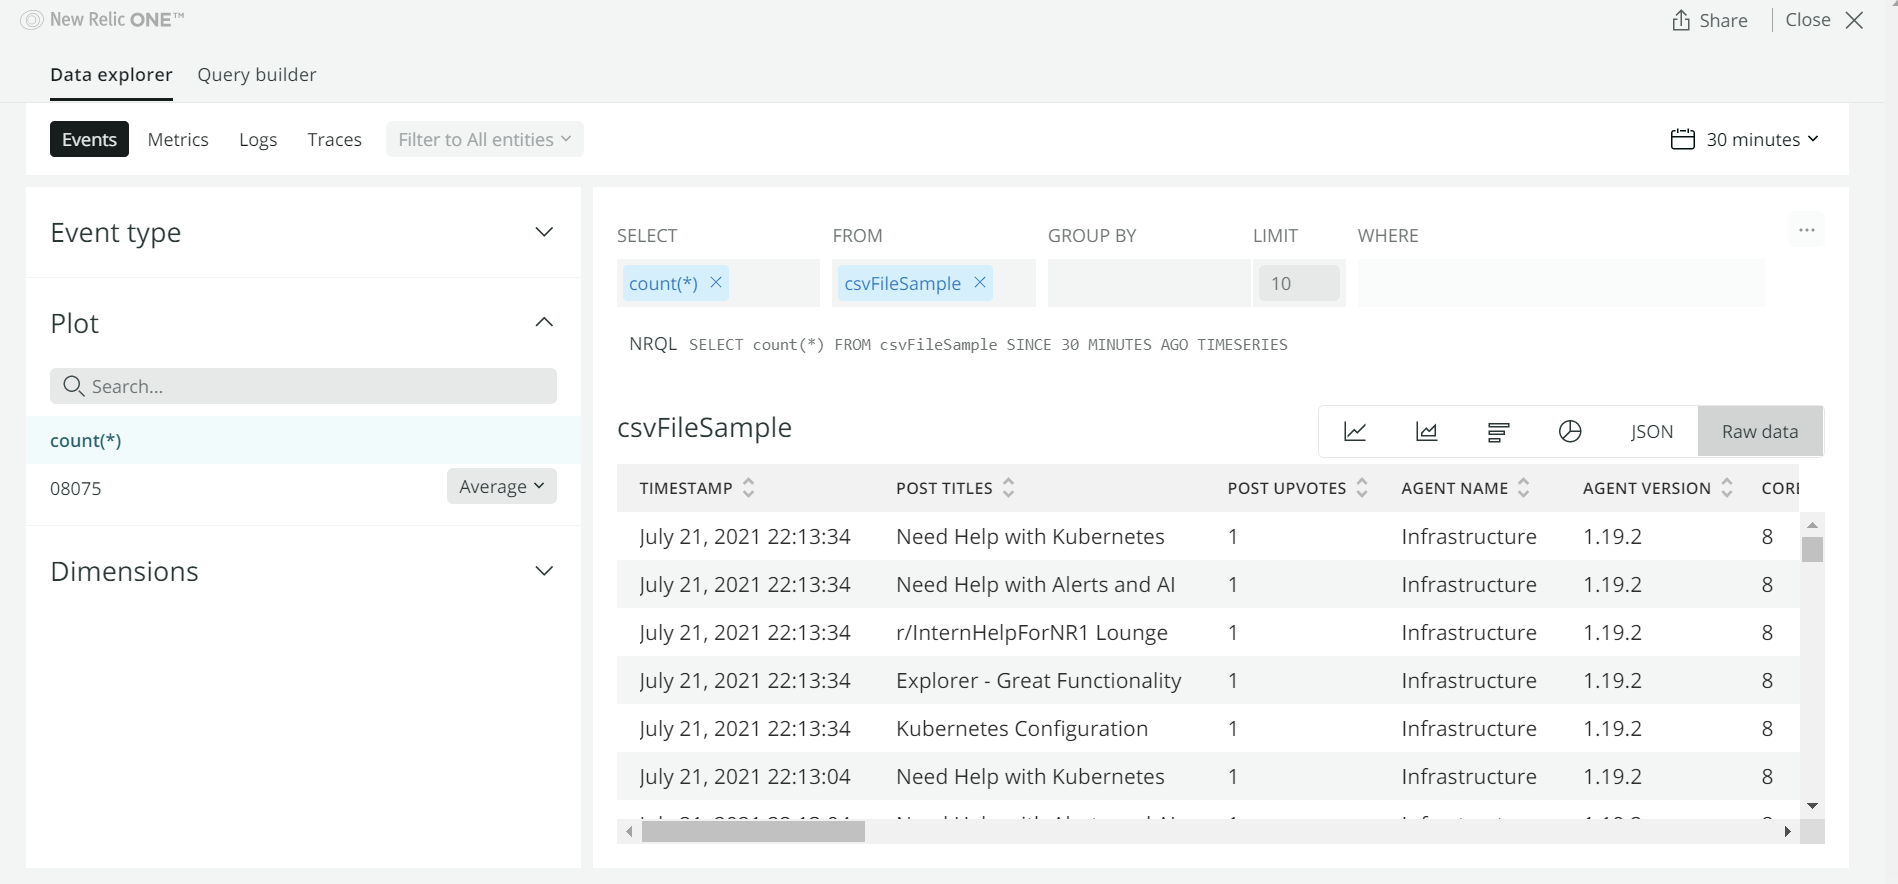 New Relic ONE™
Share
Close
Data explorer
Query builder
Events
Metrics
Logs
Traces
Filter to All entities
30 minutes
Event type
Plot
Search...
count(*)
08075
Average
Dimensions
SELECT
FROM
GROUP BY
LIMIT
WHERE
...
count(*)
csvFileSample
10
NRQL SELECT count(*) FROM csvFileSample SINCE 30 MINUTES AGO TIMESERIES
csvFileSample
JSON
Raw data
TIMESTAMP POST TITLES POST UPVOTES AGENT NAME AGENT VERSION
July 21, 2021 22:13:34 Need Help with Kubernetes 1 Infrastructure 1.19.2 8
July 21, 2021 22:13:34 Need Help with Alerts and AI 1 Infrastructure 1.19.2 8
July 21, 2021 22:13:34 r/InternHelpForNR1 Lounge 1 Infrastructure 1.19.2 8
July 21, 2021 22:13:34 Explorer - Great Functionality 1 Infrastructure 1.19.2 8
July 21, 2021 22:13:34 Kubernetes Configuration 1 Infrastructure 1.19.2 8
July 21, 2021 22:13:04 Need Help with Kubernetes 1 Infrastructure 1.19.2 8